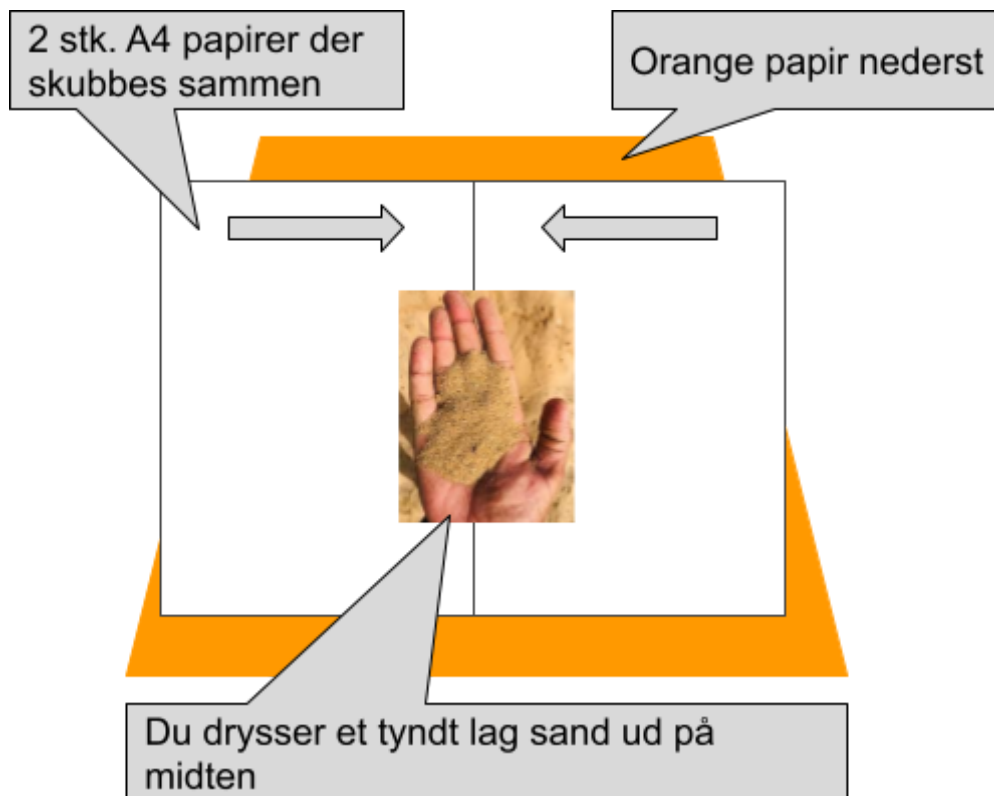 2 stk. A4 papirer der
skubbes sammen
Orange papir nederst
Du drysser et tyndt lag sand ud på
midten